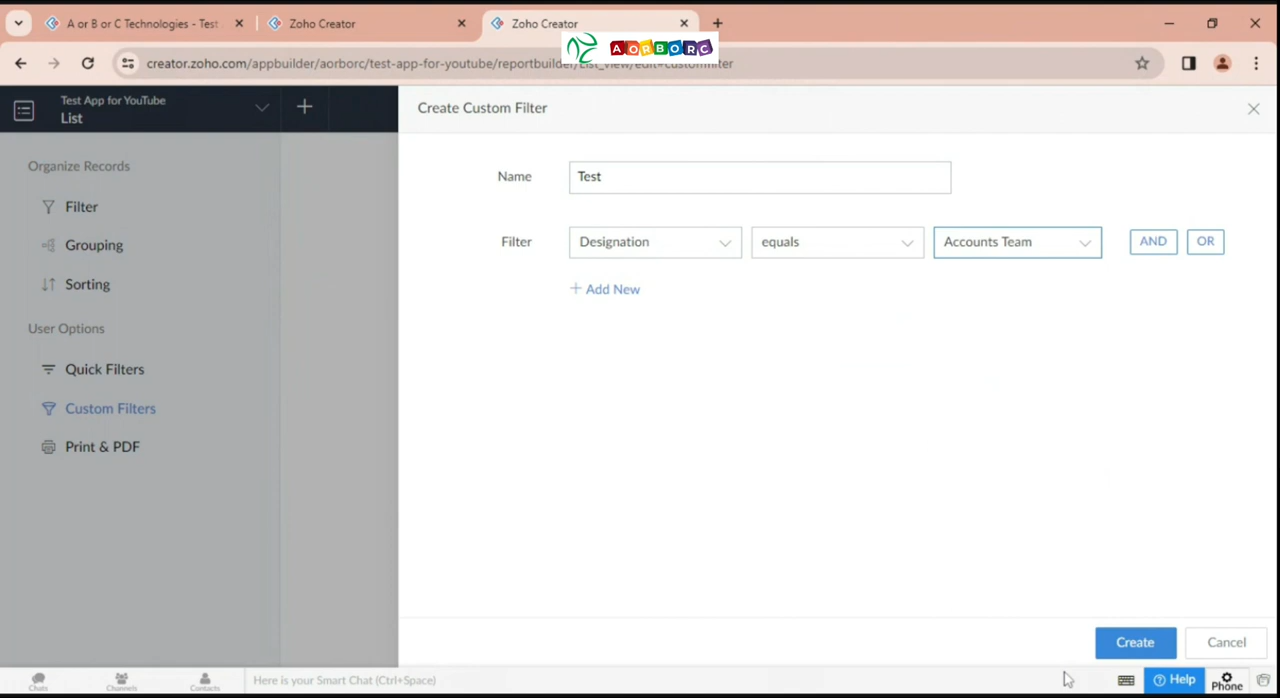 A or B or C Technologies - Test
Zoho Creator
Zoho Creator
AORBORC
creator.zoho.com/appbuilder/aorborc/test-app-for-youtube/reportbuilder/List_view/edit=customfilter
Test App for YouTube
List
Create Custom Filter
Organize Records
Filter
Grouping
Sorting
User Options
Quick Filters
Custom Filters
Print & PDF
Name
Test
Filter
Designation
equals
Accounts Team
AND
OR
+ Add New
Create
Cancel
Chats
Channels
Contacts
Here is your Smart Chat (Ctrl+Space)
Help
Phone